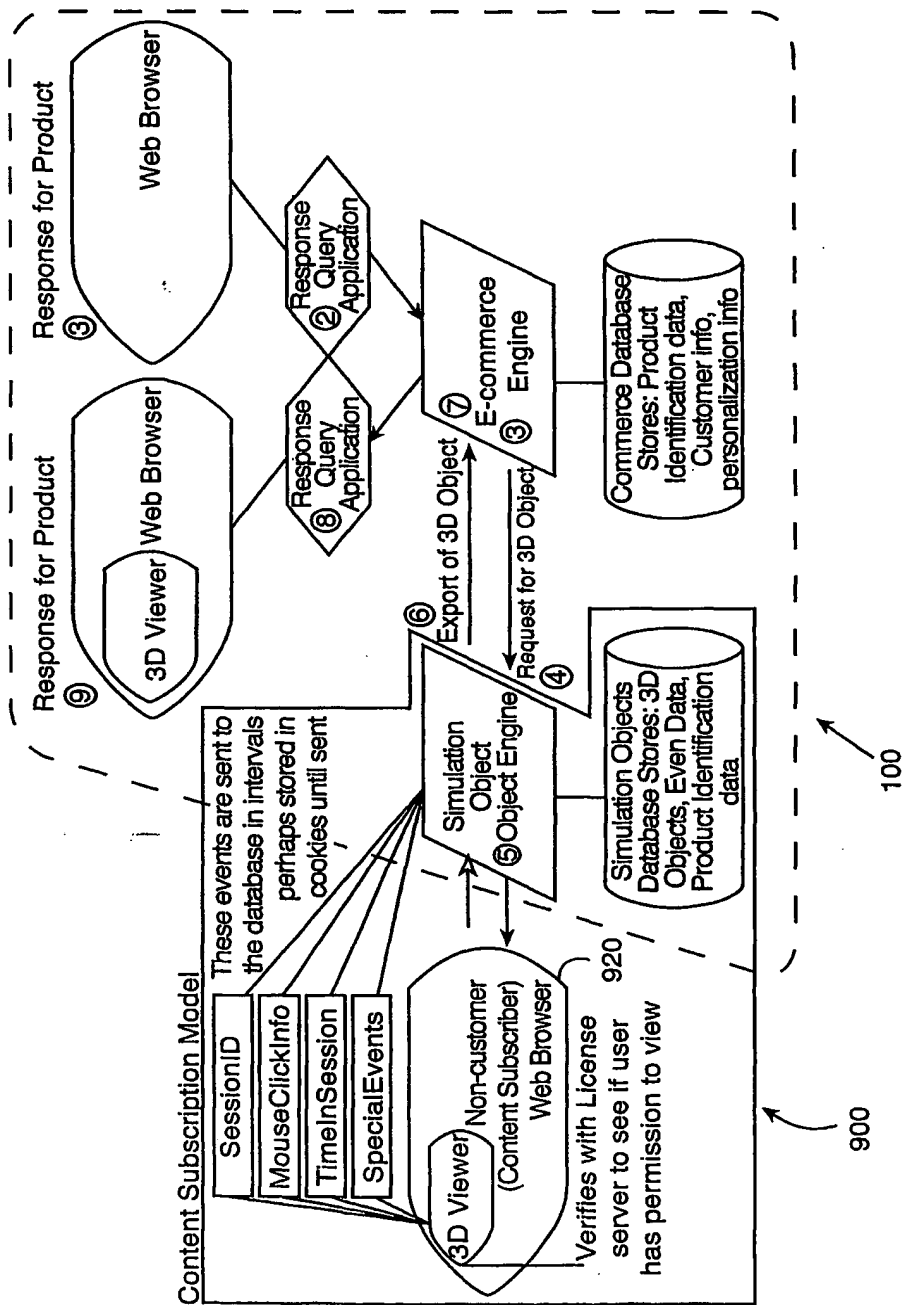 Content Subscription Model
SessionID
MouseClickInfo
TimeInSession
SpecialEvents
These events are sent to
the database in intervals
perhaps stored in
cookies until sent
3D Viewer
Non-customer
(Content Subscriber)
Web Browser
920
Verifies with License
server to see if user
has permission to view
900
⑨
Response for Product
3D Viewer
Web Browser
③
Response for Product
Web Browser
Response
⑧ Query
Application
Response
② Query
Application
Simulation
Object
⑤Object Engine
⑥
Export of 3D Object
Request for 3D Object
④
⑦
E-commerce
③ Engine
Simulation Objects
Database Stores: 3D
Objects, Even Data,
Product Identification
data
Commerce Database
Stores: Product
Identification data,
Customer info,
personalization info
100